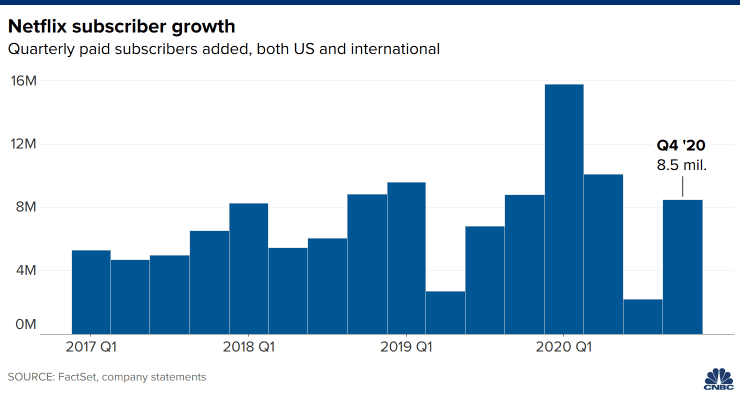 Netflix subscriber growth
Quarterly paid subscribers added, both US and international
16M
12M
8M
4M
0M
Q4 '20
8.5 mil.
2017 Q1
2018 Q1
2019 Q1
2020 Q1
SOURCE: FactSet, company statements
CNBC